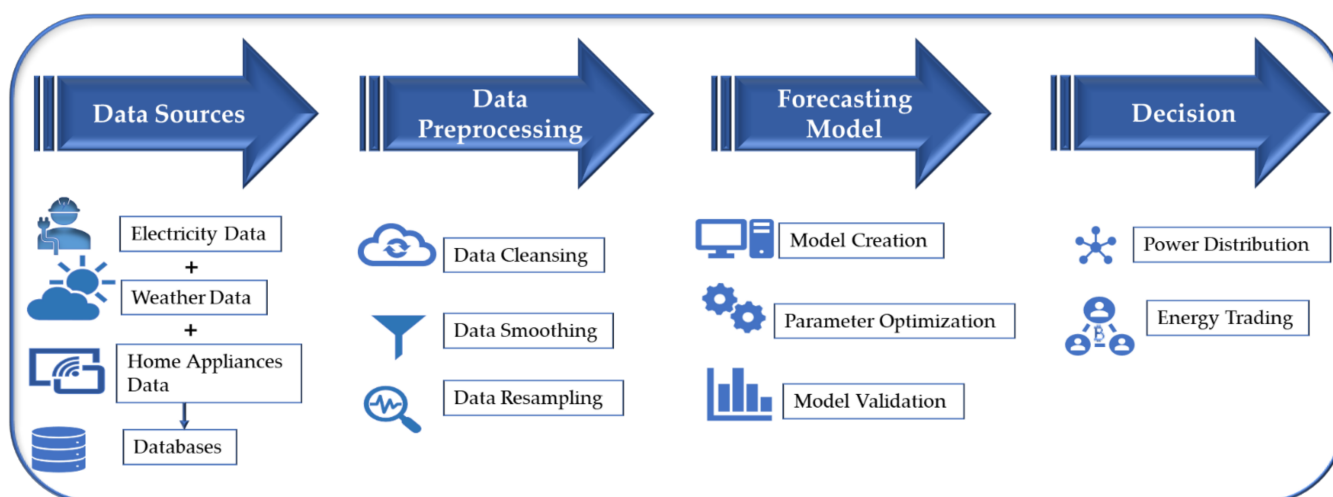 Data Sources
Data
Preprocessing
Forecasting
Model
Decision
Electricity Data
+
Weather Data
+
Home Appliances
Data
Databases
Data Cleansing
Data Smoothing
Data Resampling
Model Creation
Parameter Optimization
Model Validation
Power Distribution
Energy Trading
₿